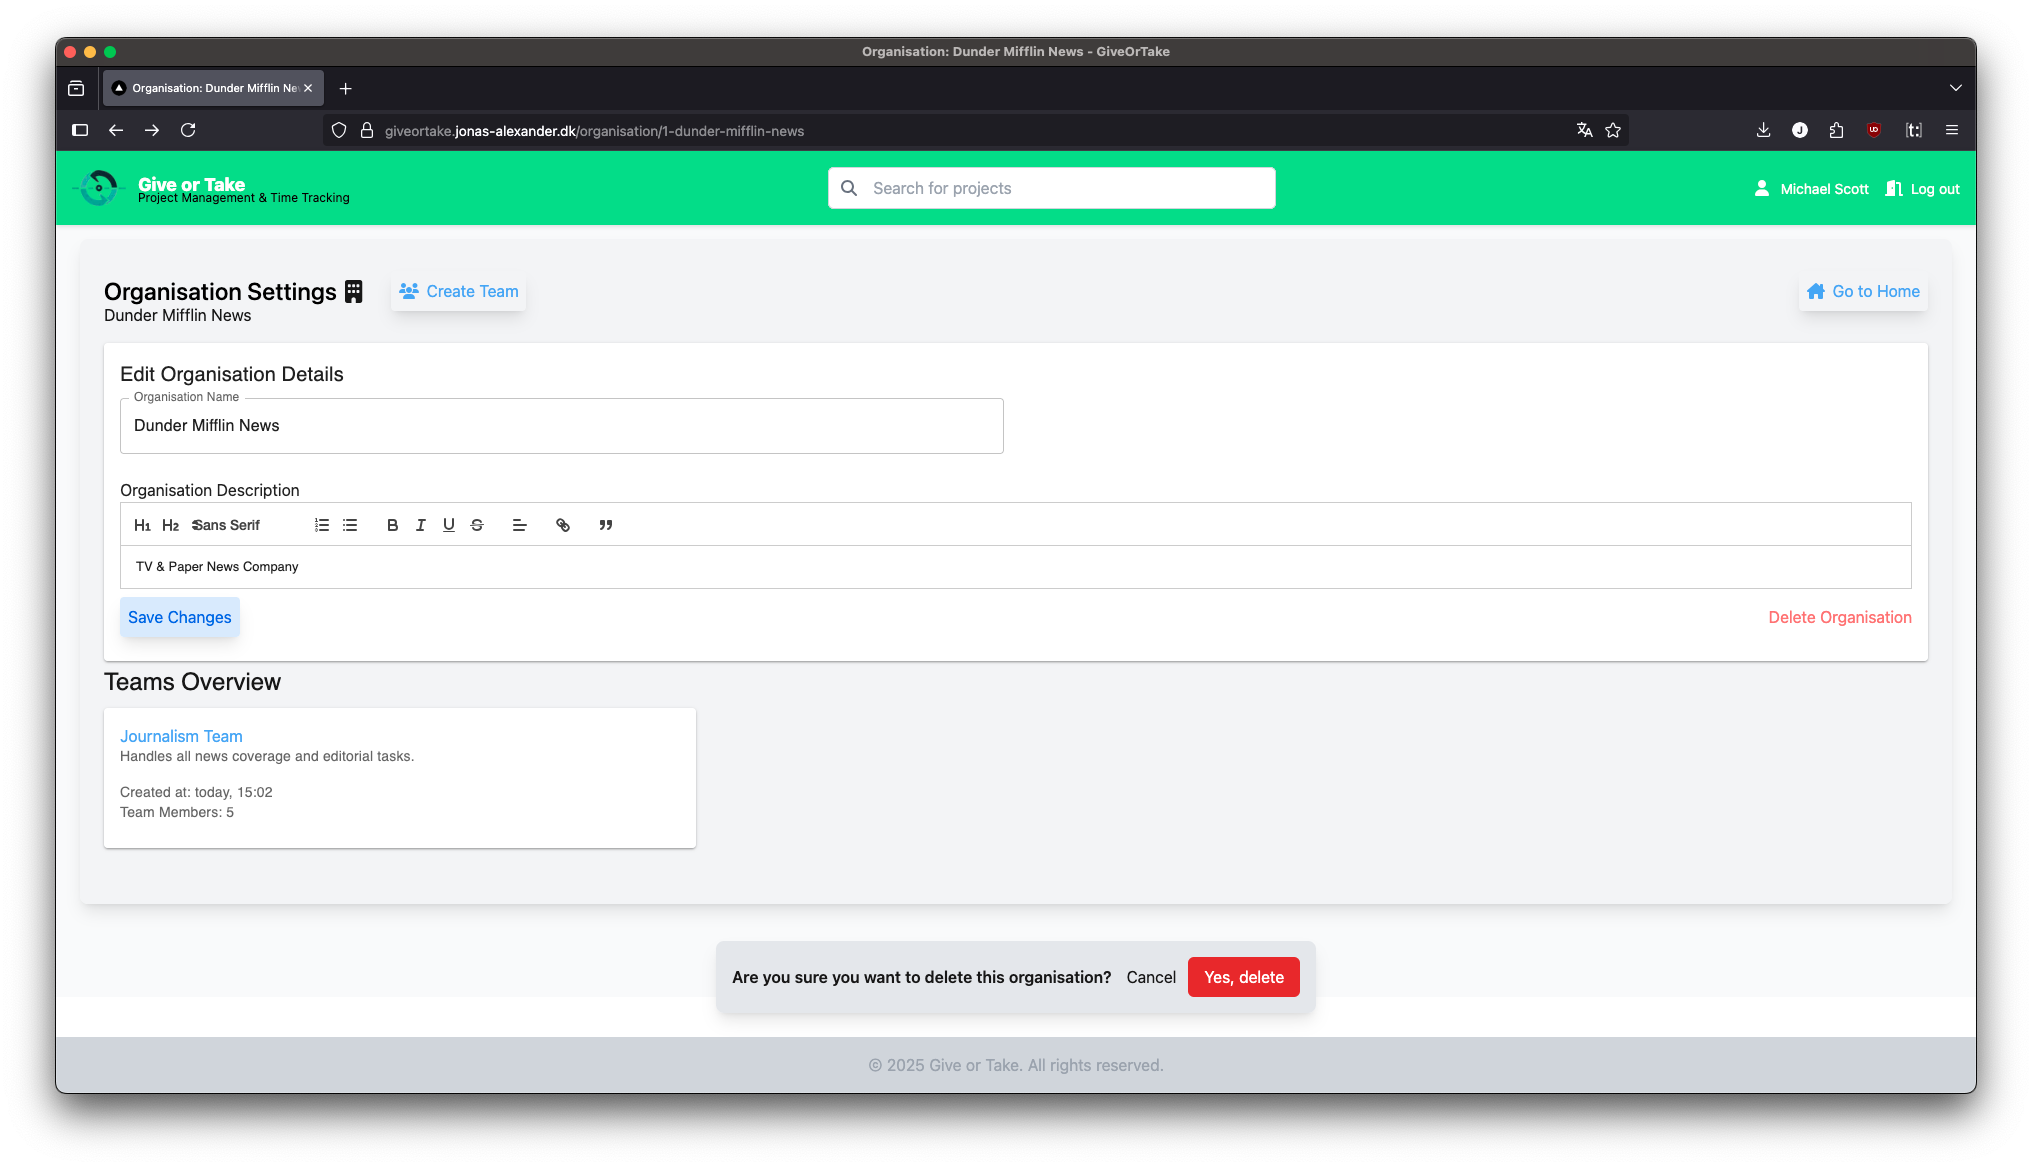 Organisation: Dunder Mifflin News - GiveOrTake
Organisation: Dunder Mifflin Ne
giveortake.jonas-alexander.dk/organisation/1-dunder-mifflin-news
Give or Take
Project Management & Time Tracking
Search for projects
Michael Scott
Log out
Organisation Settings
Create Team
Go to Home
Dunder Mifflin News
Edit Organisation Details
Organisation Name
Dunder Mifflin News
Organisation Description
H1 H2 Sans Serif B I U S
TV & Paper News Company
Save Changes
Delete Organisation
Teams Overview
Journalism Team
Handles all news coverage and editorial tasks.
Created at: today, 15:02
Team Members: 5
Are you sure you want to delete this organisation? Cancel Yes, delete
© 2025 Give or Take. All rights reserved.